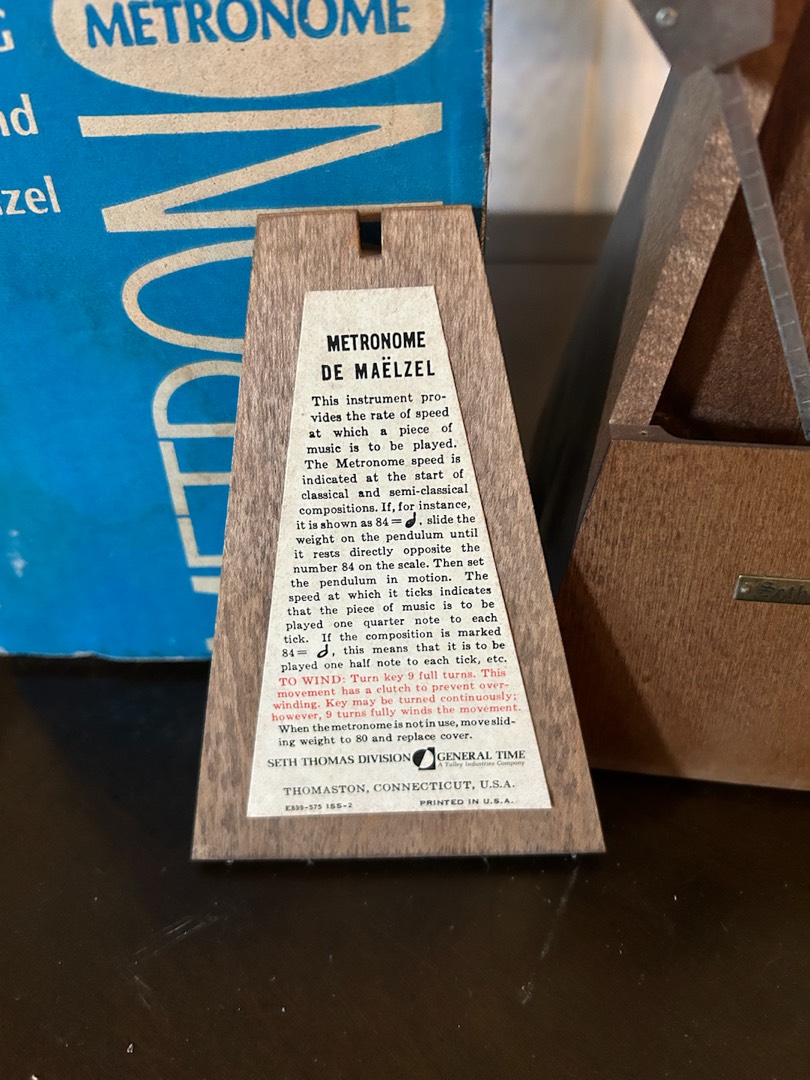 METRONOME
METRONOME
DE MAËLZEL
This instrument pro-
vides the rate of speed
at which a piece of
music is to be played.
The Metronome speed is
indicated at the start of
classical and semi-classical
compositions. If, for instance,
it is shown as 84 = ♩, slide the
weight on the pendulum until
it rests directly opposite the
number 84 on the scale. Then set
the pendulum in motion. The
speed at which it ticks indicates
that the piece of music is to be
played one quarter note to each
tick. If the composition is marked
84 = 𝅗𝅥, this means that it is to be
played one half note to each tick, etc.
TO WIND: Turn key 9 full turns. This
movement has a clutch to prevent over-
winding. Key may be turned continuously;
however, 9 turns fully winds the movement.
When the metronome is not in use, move slid-
ing weight to 80 and replace cover.
SETH THOMAS DIVISION GENERAL TIME
A Talley Industries Company
THOMASTON, CONNECTICUT, U.S.A.
E899-575 ISS-2 PRINTED IN U.S.A.